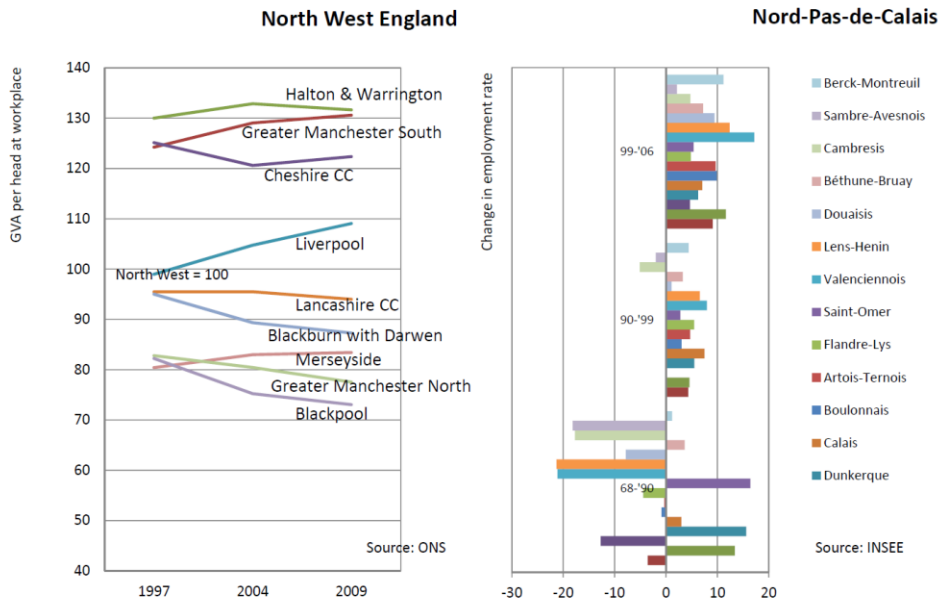 North West England
GVA per head at workplace
140
130
120
110
100
90
80
70
60
50
40
Halton & Warrington
Greater Manchester South
Cheshire CC
Liverpool
North West = 100
Lancashire CC
Blackburn with Darwen
Merseyside
Greater Manchester North
Blackpool
Source: ONS
1997 2004 2009
Nord-Pas-de-Calais
Change in employment rate
99-'06
90-'99
68-'90
Source: INSEE
-30 -20 -10 0 10 20
Berck-Montreuil
Sambre-Avesnois
Cambresis
Béthune-Bruay
Douaisis
Lens-Henin
Valenciennois
Saint-Omer
Flandre-Lys
Artois-Ternois
Boulonnais
Calais
Dunkerque